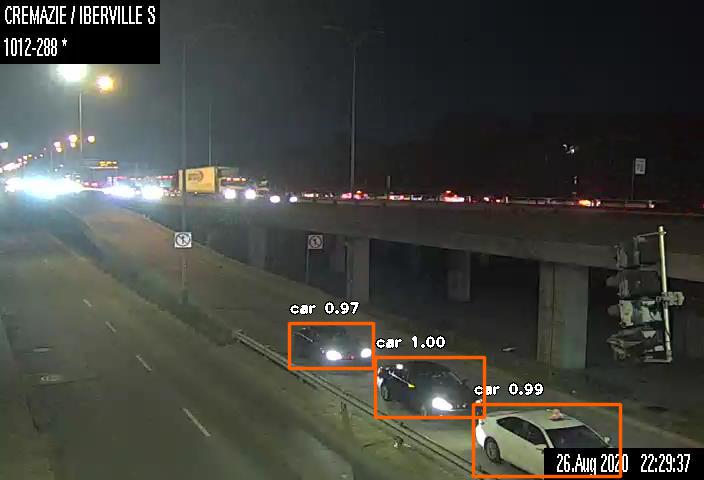 CREMAZIE / IBERVILLE S
1012-288 *
car 0.97
car 1.00
car 0.99
26.Aug 2020 22:29:37